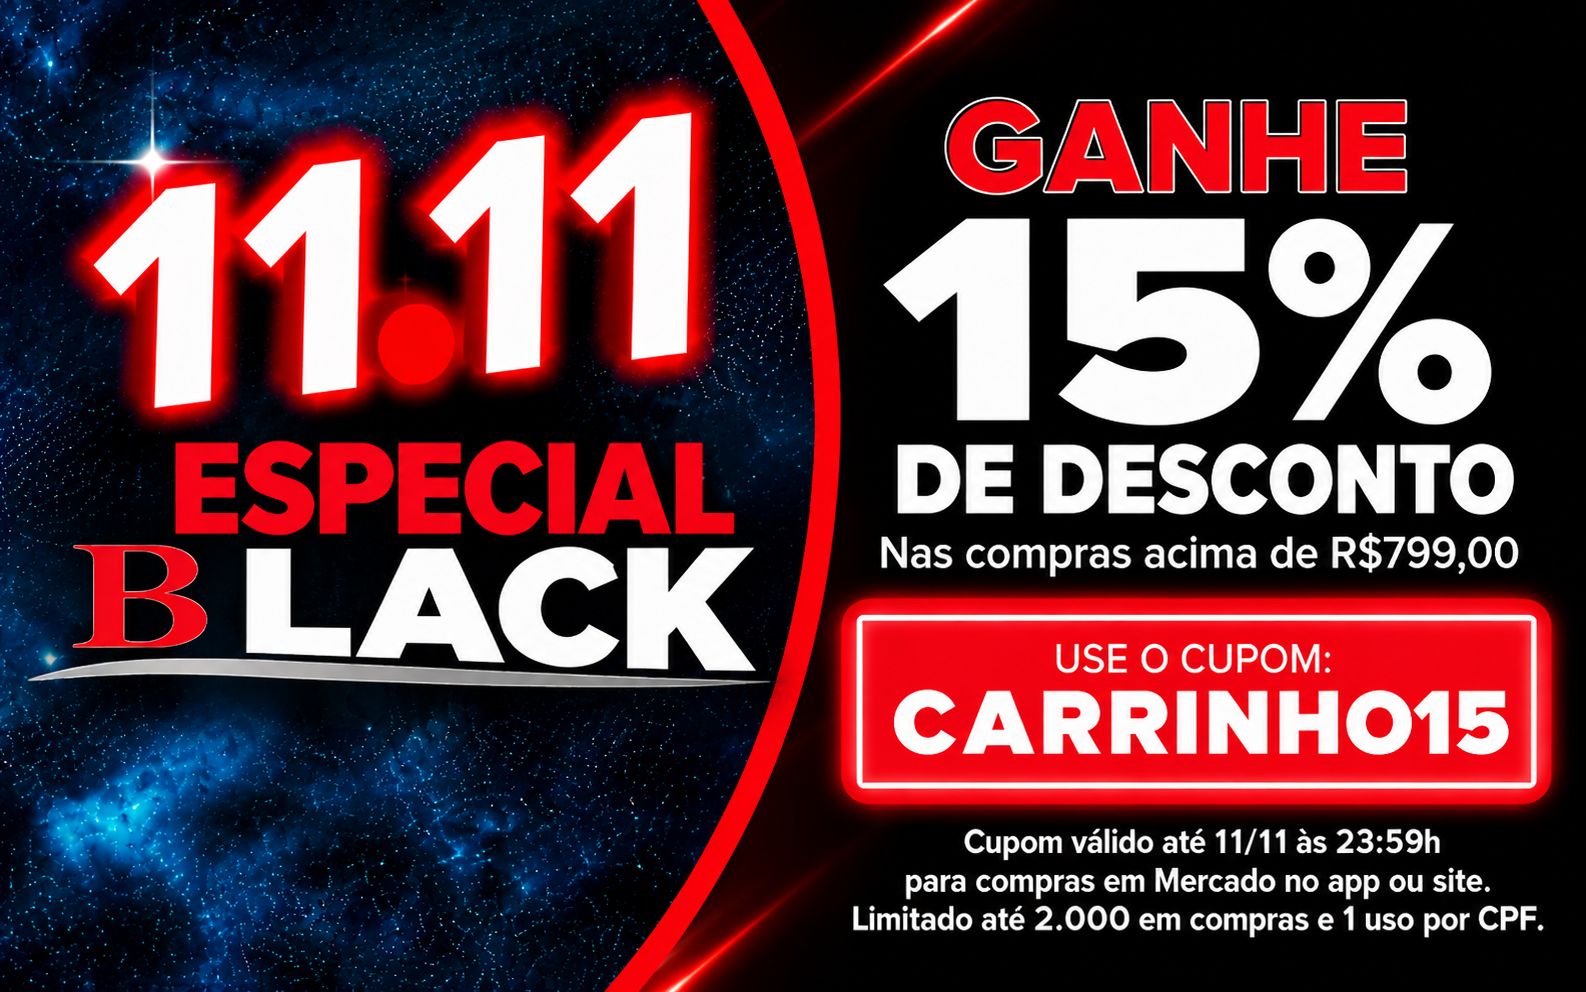 11.11
ESPECIAL
BLACK
GANHE
15%
DE DESCONTO
Nas compras acima de R$799,00
USE O CUPOM:
CARRINHO15
Cupom válido até 11/11 às 23:59h
para compras em Mercado no app ou site.
Limitado até 2.000 em compras e 1 uso por CPF.